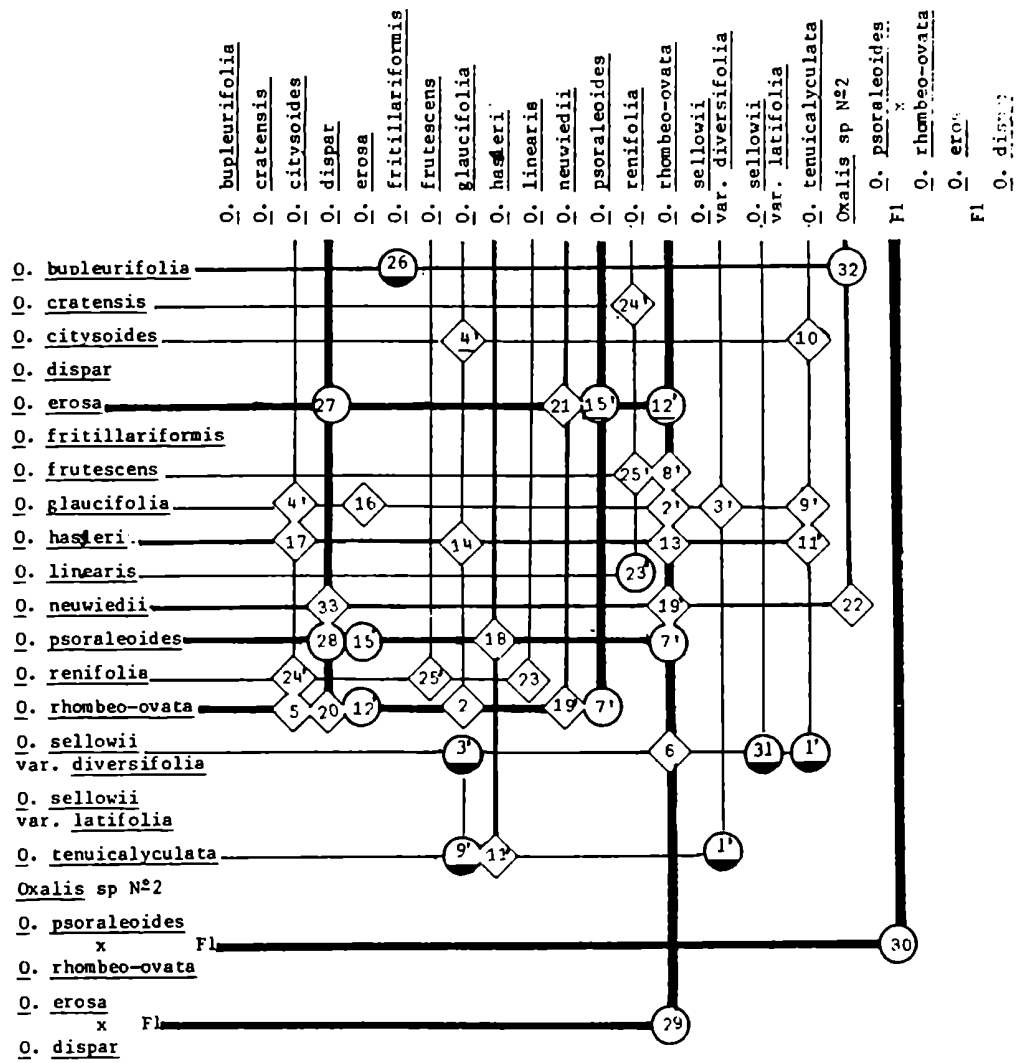 O. bupleurifolia
O. cratensis
O. citysoides
O. dispar
O. erosa
O. fritillariformis
O. frutescens
O. glaucifolia
O. hasleri
O. linearis
O. neuwiedii
O. psoraleoides
O. renifolia
O. rhombeo-ovata
O. sellowii
var. diversifolia
O. sellowii
var. latifolia
O. tenuicalyculata
Oxalis sp Nº2
O. psoraleoides
x
F1
O. rhombeo-ovata
O.
F1
O.
O. bupleurifolia 26 32
O. cratensis 24'
O. citysoides 4' 10
O. dispar
O. erosa 27 21 15' 12'
O. fritillariformis
O. frutescens 25' 8'
O. glaucifolia 4' 16 2' 3' 9'
O. hasleri 17 14 13 11'
O. linearis 23'
O. neuwiedii 33 19' 22
O. psoraleoides 28 15' 18 7'
O. renifolia 24' 25' 23
O. rhombeo-ovata 5 20 12' 2 19' 7'
O. sellowii
var. diversifolia 3' 6 31 1'
O. sellowii
var. latifolia
O. tenuicalyculata 9' 11' 1'
Oxalis sp Nº2
O. psoraleoides
x F1 30
O. rhombeo-ovata
O. erosa
x F1 29
O. dispar